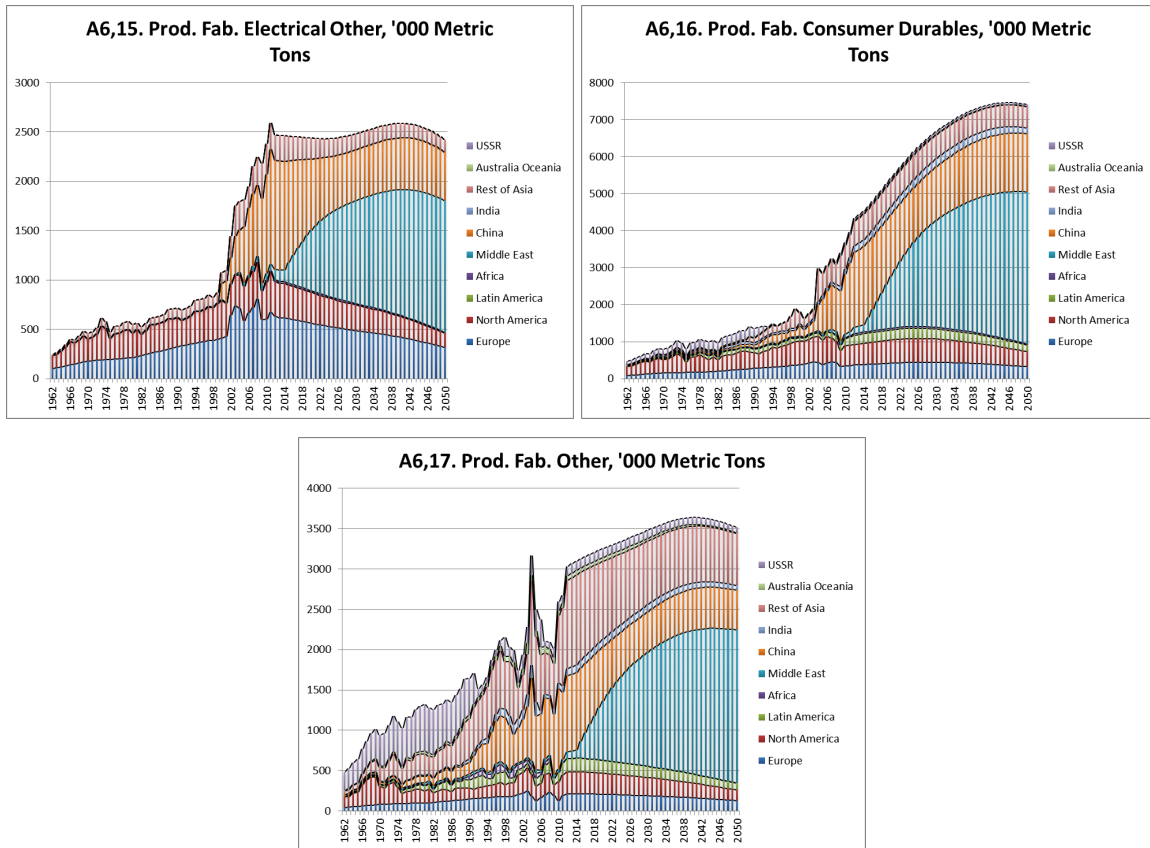 A6,15. Prod. Fab. Electrical Other, '000 Metric
Tons
3000
2500
2000
1500
1000
500
0
1962
1966
1970
1974
1978
1982
1986
1990
1994
1998
2002
2006
2010
2014
2018
2022
2026
2030
2034
2038
2042
2046
2050
USSR
Australia Oceania
Rest of Asia
India
China
Middle East
Africa
Latin America
North America
Europe
A6,16. Prod. Fab. Consumer Durables, '000 Metric
Tons
8000
7000
6000
5000
4000
3000
2000
1000
0
1962
1966
1970
1974
1978
1982
1986
1990
1994
1998
2002
2006
2010
2014
2018
2022
2026
2030
2034
2038
2042
2046
2050
USSR
Australia Oceania
Rest of Asia
India
China
Middle East
Africa
Latin America
North America
Europe
A6,17. Prod. Fab. Other, '000 Metric Tons
4000
3500
3000
2500
2000
1500
1000
500
0
1962
1966
1970
1974
1978
1982
1986
1990
1994
1998
2002
2006
2010
2014
2018
2022
2026
2030
2034
2038
2042
2046
2050
USSR
Australia Oceania
Rest of Asia
India
China
Middle East
Africa
Latin America
North America
Europe